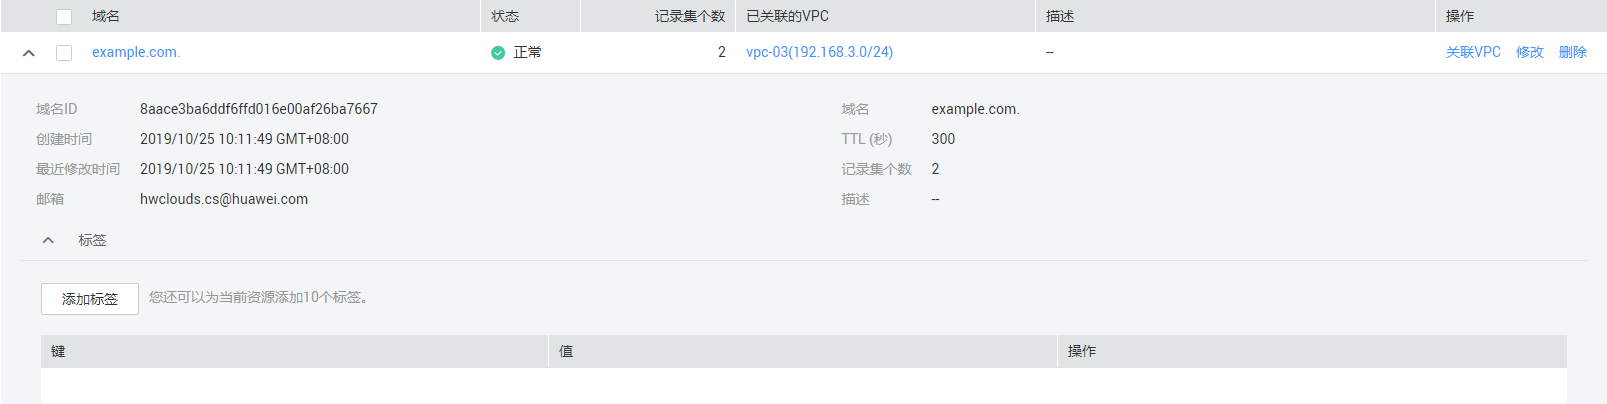 域名 状态 记录集个数 已关联的VPC 描述 操作
example.com. 正常 2 vpc-03(192.168.3.0/24) -- 关联VPC 修改 删除
域名ID 8aace3ba6ddf6ffd016e00af26ba7667 域名 example.com.
创建时间 2019/10/25 10:11:49 GMT+08:00 TTL (秒) 300
最近修改时间 2019/10/25 10:11:49 GMT+08:00 记录集个数 2
邮箱 hwclouds.cs@huawei.com 描述 --
标签
添加标签 您还可以为当前资源添加10个标签。
键 值 操作